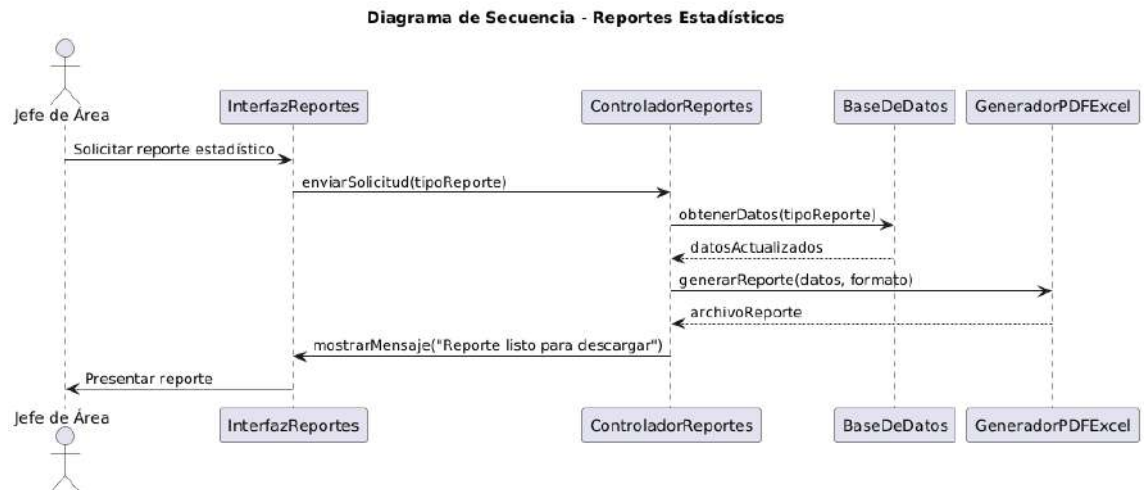 Diagrama de Secuencia - Reportes Estadísticos
Jefe de Área
InterfazReportes
ControladorReportes
BaseDeDatos
GeneradorPDFExcel
Solicitar reporte estadístico
enviarSolicitud(tipoReporte)
obtenerDatos(tipoReporte)
datosActualizados
generarReporte(datos, formato)
archivoReporte
mostrarMensaje("Reporte listo para descargar")
Presentar reporte
Jefe de Área
InterfazReportes
ControladorReportes
BaseDeDatos
GeneradorPDFExcel